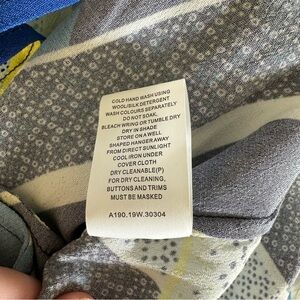 COLD HAND WASH USING
WOOL/SILK DETERGENT
WASH COLOURS SEPARATELY
DO NOT SOAK,
BLEACH WRING OR TUMBLE DRY
DRY IN SHADE
STORE ON A WELL
SHAPED HANGER AWAY
FROM DIRECT SUNLIGHT
COOL IRON UNDER
COVER CLOTH
DRY CLEANABLE(P)
FOR DRY CLEANING,
BUTTONS AND TRIMS
MUST BE MASKED
A190.19W.30304